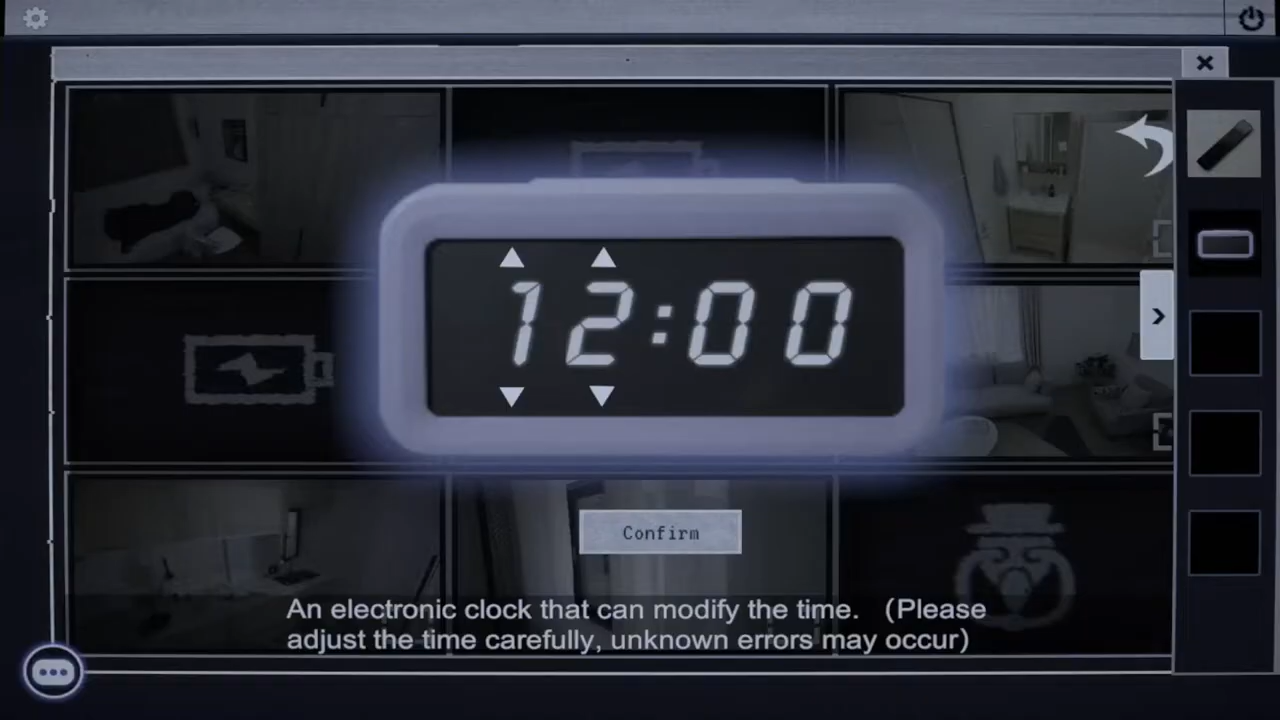 12:00
Confirm
An electronic clock that can modify the time. (Please
adjust the time carefully, unknown errors may occur)